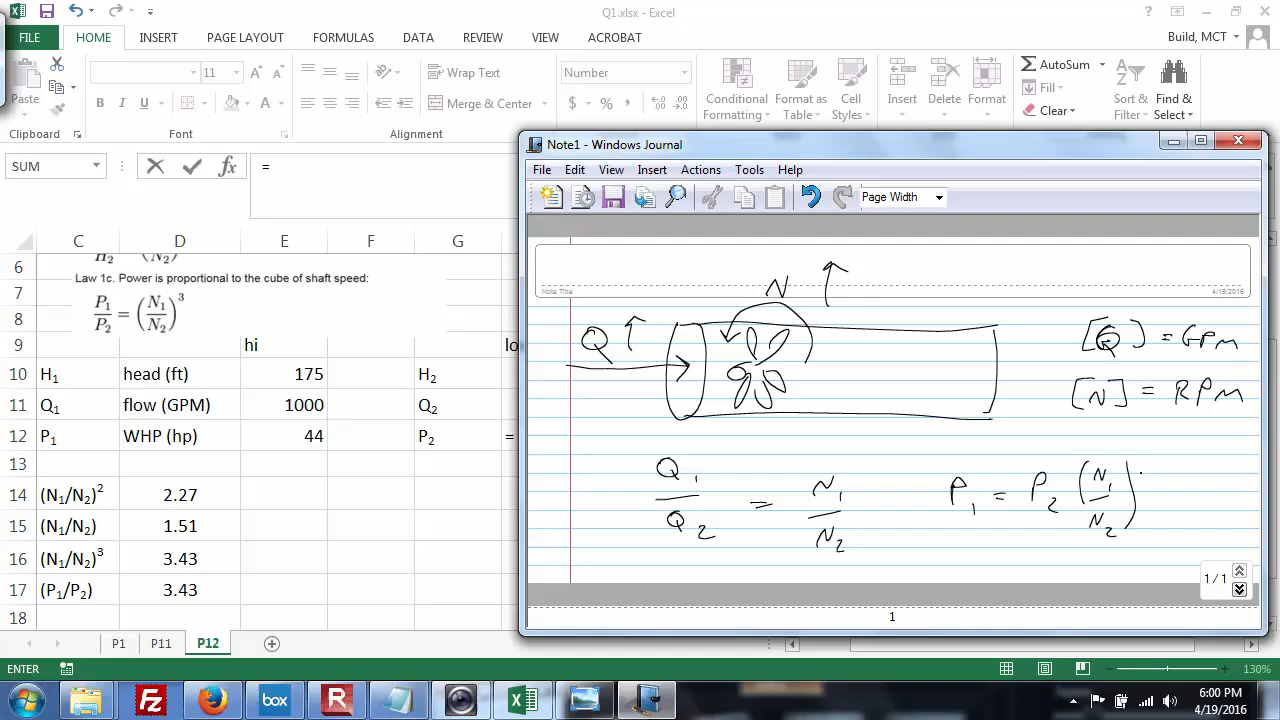 Q1.xlsx - Excel
FILE HOME INSERT PAGE LAYOUT FORMULAS DATA REVIEW VIEW ACROBAT Build, MCT
11 Wrap Text Number AutoSum
Paste B I U Merge & Center $ % , Conditional Formatting Format as Table Cell Styles Insert Delete Format Fill Clear Sort & Filter Find & Select
Clipboard Font Alignment
SUM fx =
C D E F G
6 H₂ (N₂)
Law 1c. Power is proportional to the cube of shaft speed:
7
8 P₁/P₂ = (N₁/N₂)³
9 hi lo
10 H₁ head (ft) 175 H₂
11 Q₁ flow (GPM) 1000 Q₂
12 P₁ WHP (hp) 44 P₂ =
13
14 (N₁/N₂)² 2.27
15 (N₁/N₂) 1.51
16 (N₁/N₂)³ 3.43
17 (P₁/P₂) 3.43
18
P1 P11 P12
ENTER 130%
Note1 - Windows Journal
File Edit View Insert Actions Tools Help
Page Width
Note Title 4/19/2016
N ↑
Q ↑
[Q] = GPM
[N] = RPM
Q₁/Q₂ = N₁/N₂ P₁ = P₂ (N₁/N₂)
1/1
1
box R
6:00 PM
4/19/2016